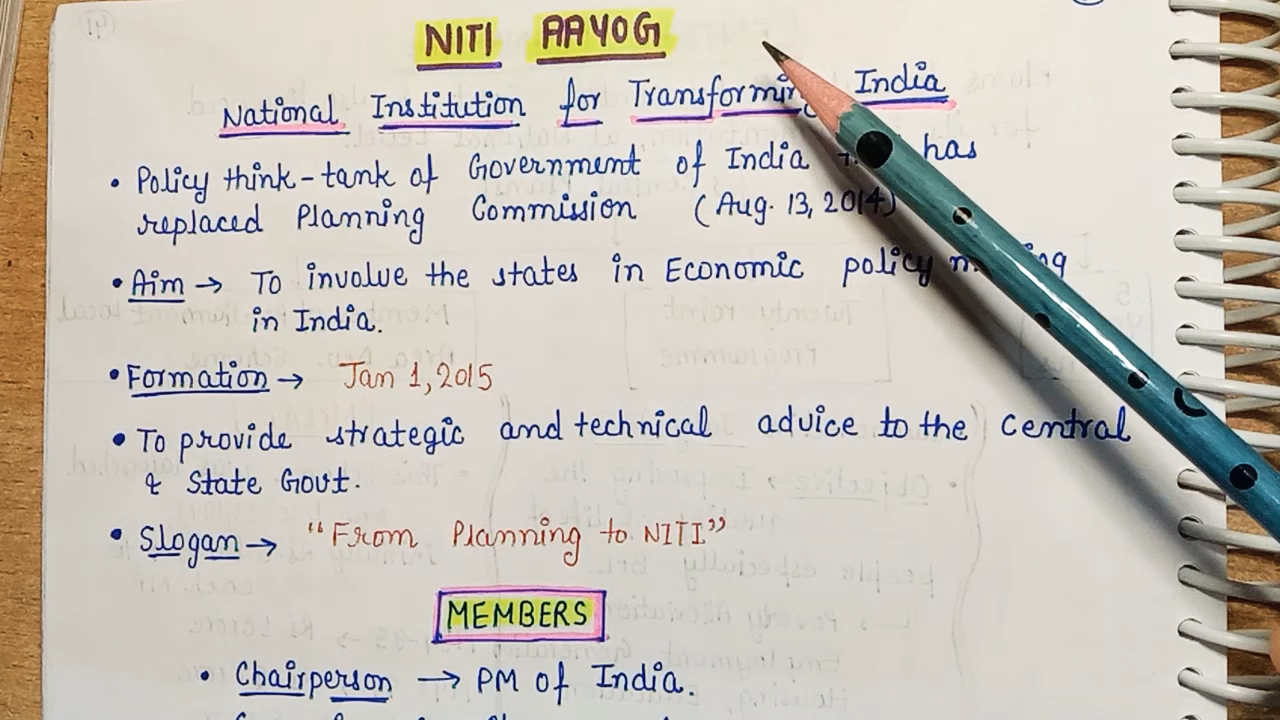 NITI AAYOG
National Institution for Transforming India
• Policy think-tank of Government of India has
replaced Planning Commission (Aug. 13, 2014)
• Aim → To involve the states in Economic policy
in India.
• Formation → Jan 1, 2015
• To provide strategic and technical advice to the central
& State Govt.
• Slogan → "From Planning to NITI"
MEMBERS
• Chairperson → PM of India.